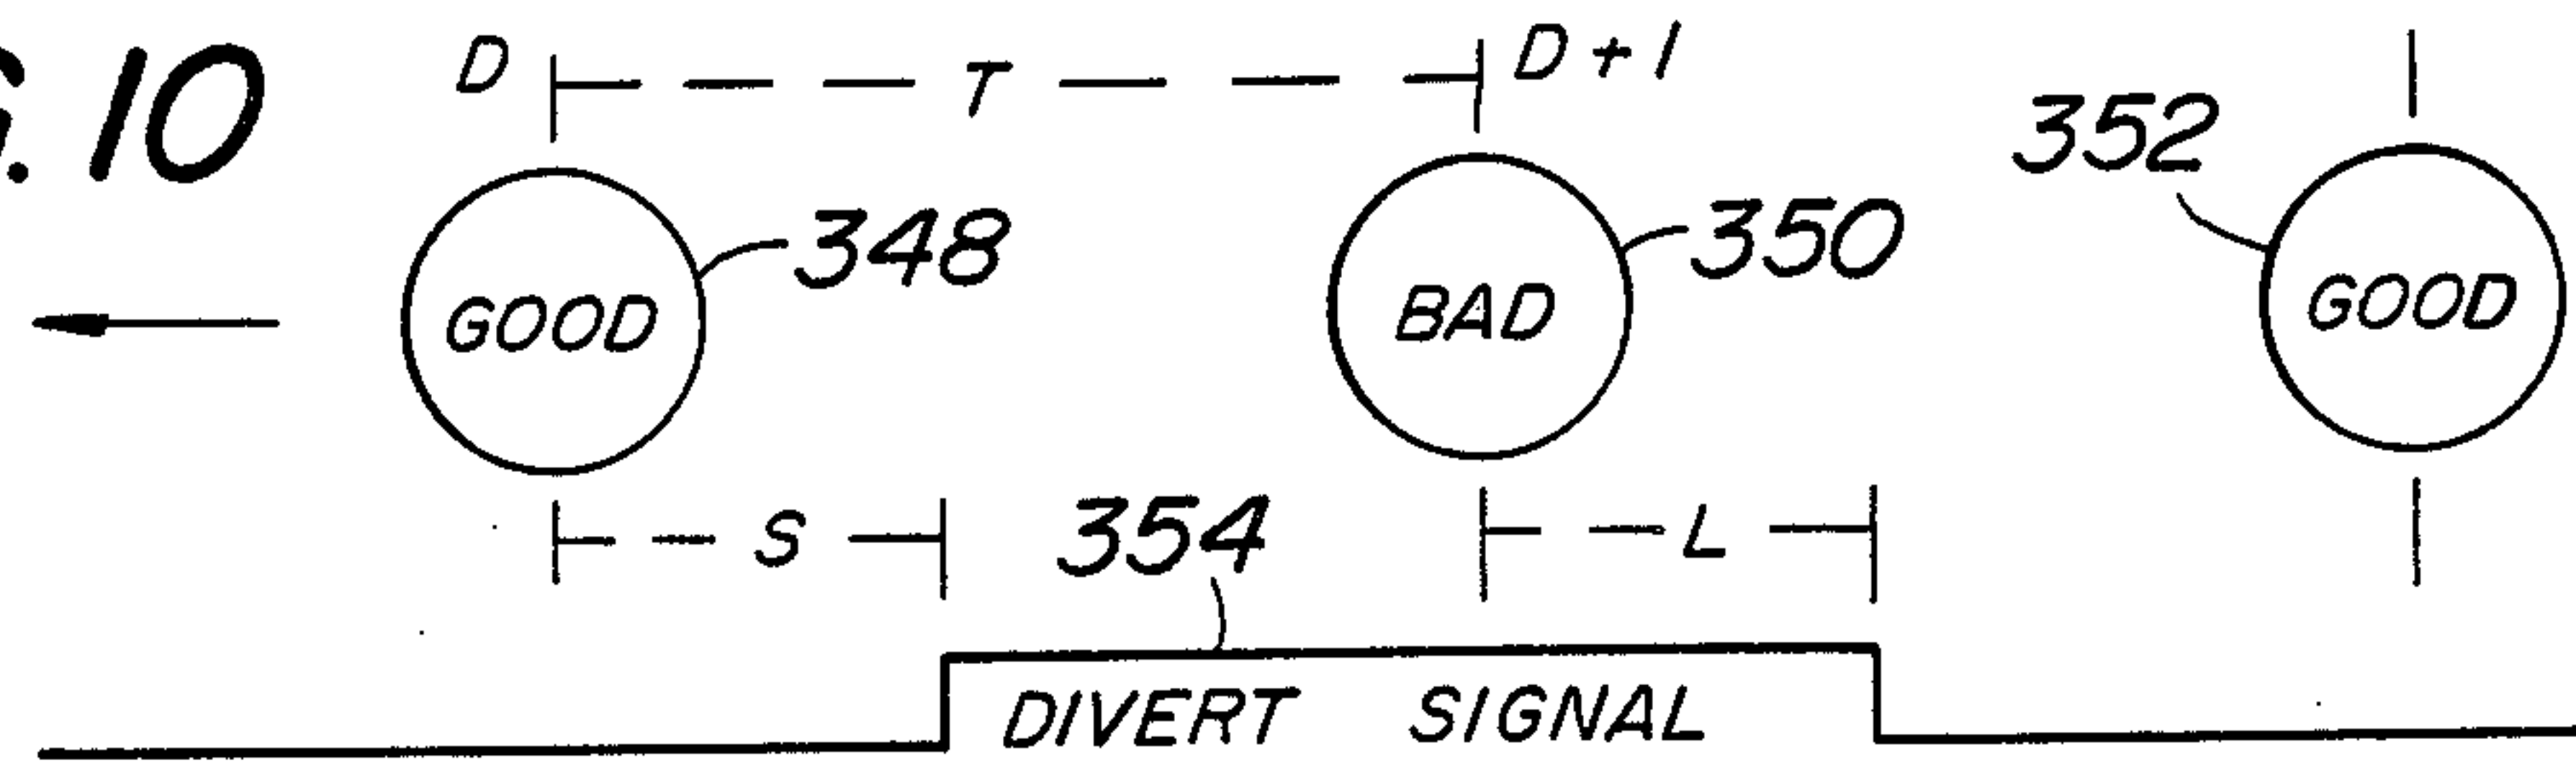 G. 10
D T D + 1
352
348 350
GOOD BAD GOOD
S 354 L
DIVERT SIGNAL